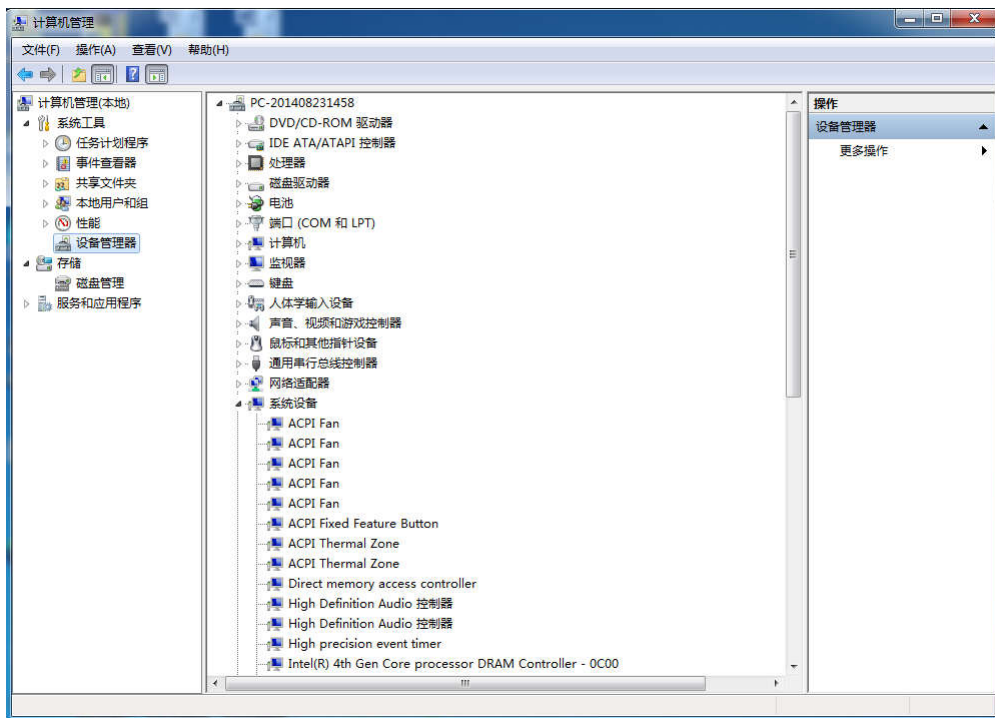 计算机管理
文件(F) 操作(A) 查看(V) 帮助(H)
计算机管理(本地)
系统工具
任务计划程序
事件查看器
共享文件夹
本地用户和组
性能
设备管理器
存储
磁盘管理
服务和应用程序
PC-201408231458
DVD/CD-ROM 驱动器
IDE ATA/ATAPI 控制器
处理器
磁盘驱动器
电池
端口 (COM 和 LPT)
计算机
监视器
键盘
人体学输入设备
声音、视频和游戏控制器
鼠标和其他指针设备
通用串行总线控制器
网络适配器
系统设备
ACPI Fan
ACPI Fan
ACPI Fan
ACPI Fan
ACPI Fan
ACPI Fixed Feature Button
ACPI Thermal Zone
ACPI Thermal Zone
Direct memory access controller
High Definition Audio 控制器
High Definition Audio 控制器
High precision event timer
Intel(R) 4th Gen Core processor DRAM Controller - 0C00
操作
设备管理器
更多操作